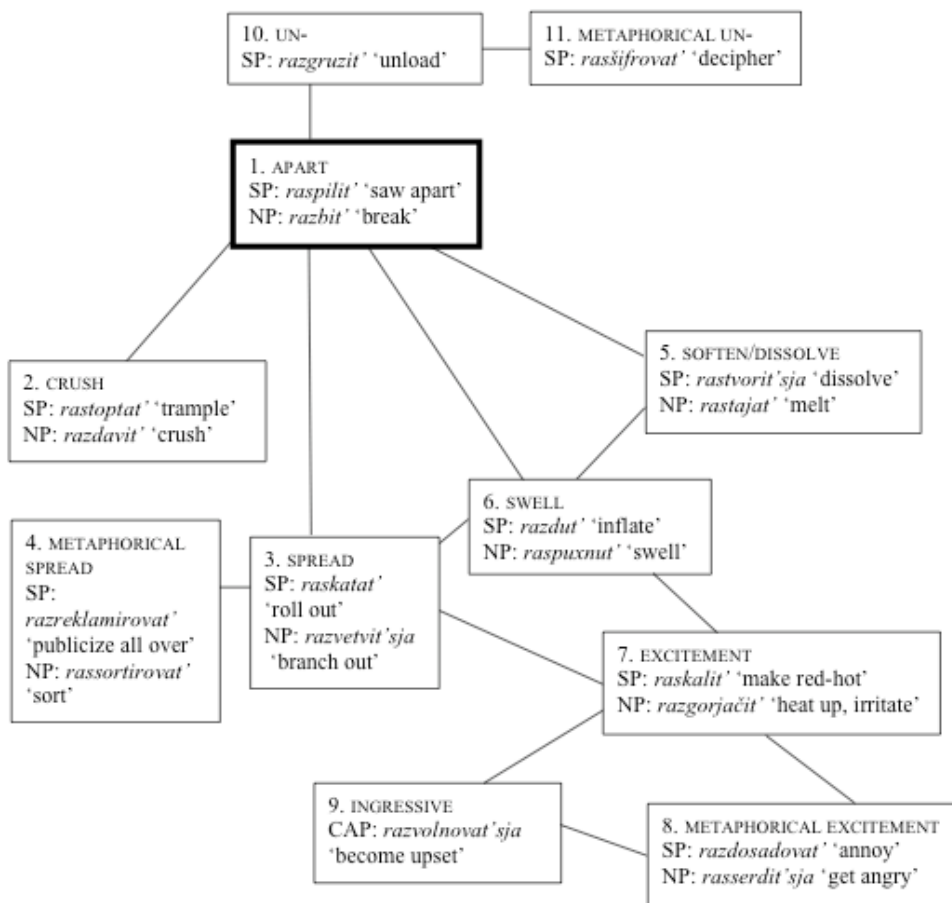 10. UN-
SP: razgruzit’ ‘unload’
11. METAPHORICAL UN-
SP: rasšifrovat’ ‘decipher’
1. APART
SP: raspilit’ ‘saw apart’
NP: razbit’ ‘break’
2. CRUSH
SP: rastoptat’ ‘trample’
NP: razdavit’ ‘crush’
5. SOFTEN/DISSOLVE
SP: rastvorit’sja ‘dissolve’
NP: rastajat’ ‘melt’
6. SWELL
SP: razdut’ ‘inflate’
NP: raspuxnut’ ‘swell’
4. METAPHORICAL
SPREAD
SP:
razreklamirovat’
‘publicize all over’
NP: rassortirovat’
‘sort’
3. SPREAD
SP: raskatat’
‘roll out’
NP: razvetvit’sja
‘branch out’
7. EXCITEMENT
SP: raskalit’ ‘make red-hot’
NP: razgorjačit’ ‘heat up, irritate’
9. INGRESSIVE
CAP: razvolnovat’sja
‘become upset’
8. METAPHORICAL EXCITEMENT
SP: razdosadovat’ ‘annoy’
NP: rasserdit’sja ‘get angry’